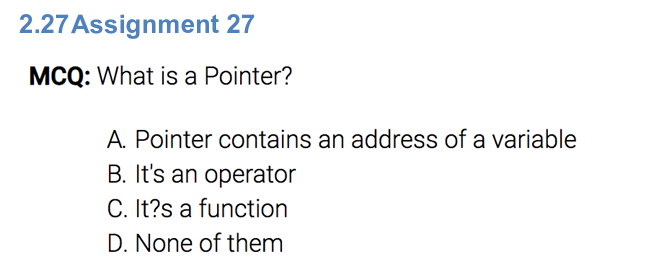 2.27 Assignment 27
MCQ: What is a Pointer?
A. Pointer contains an address of a variable
B. It's an operator
C. It?s a function
D. None of them